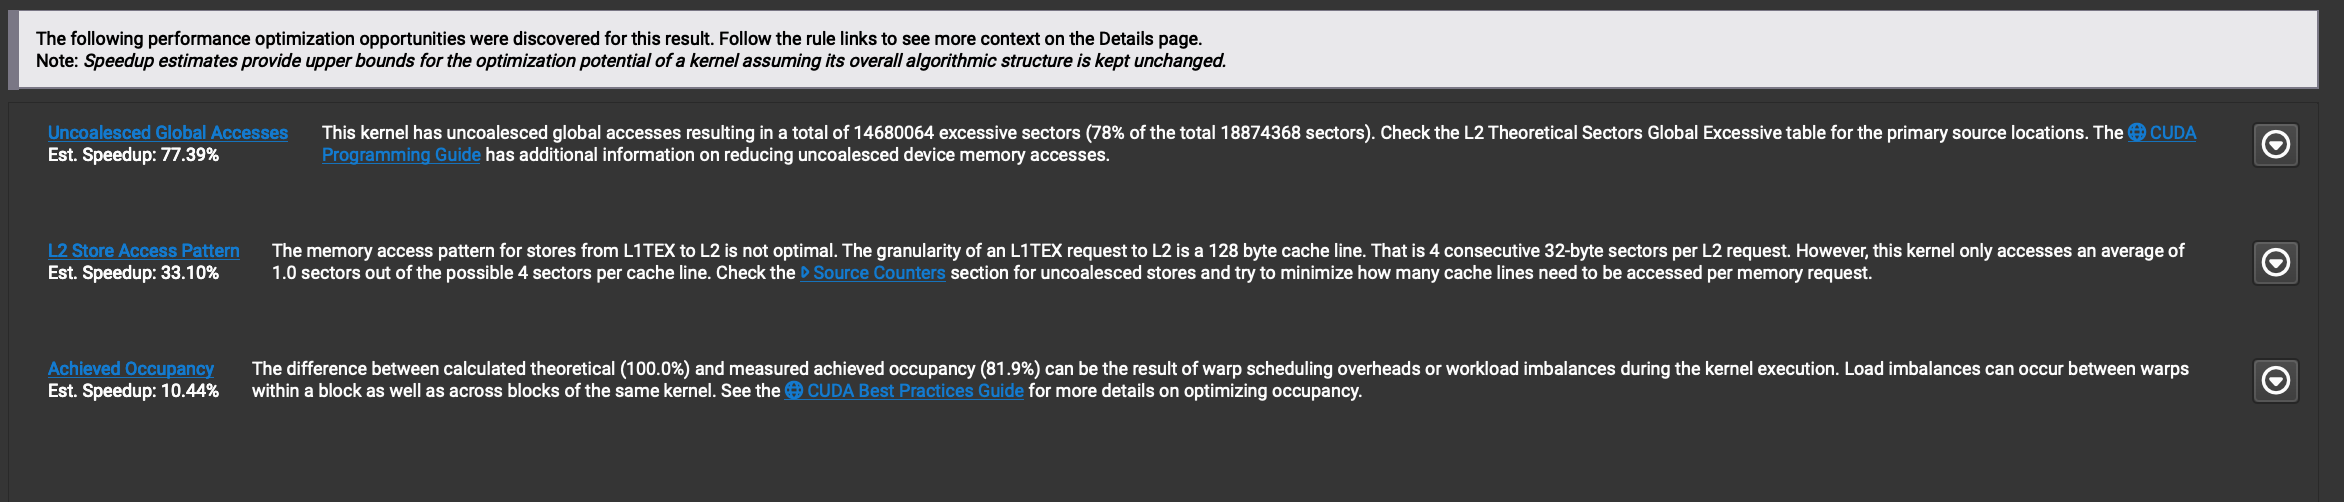 The following performance optimization opportunities were discovered for this result. Follow the rule links to see more context on the Details page.
Note: Speedup estimates provide upper bounds for the optimization potential of a kernel assuming its overall algorithmic structure is kept unchanged.
Uncoalesced Global Accesses
Est. Speedup: 77.39%
This kernel has uncoalesced global accesses resulting in a total of 14680064 excessive sectors (78% of the total 18874368 sectors). Check the L2 Theoretical Sectors Global Excessive table for the primary source locations. The CUDA
Programming Guide has additional information on reducing uncoalesced device memory accesses.
L2 Store Access Pattern
Est. Speedup: 33.10%
The memory access pattern for stores from L1TEX to L2 is not optimal. The granularity of an L1TEX request to L2 is a 128 byte cache line. That is 4 consecutive 32-byte sectors per L2 request. However, this kernel only accesses an average of
1.0 sectors out of the possible 4 sectors per cache line. Check the Source Counters section for uncoalesced stores and try to minimize how many cache lines need to be accessed per memory request.
Achieved Occupancy
Est. Speedup: 10.44%
The difference between calculated theoretical (100.0%) and measured achieved occupancy (81.9%) can be the result of warp scheduling overheads or workload imbalances during the kernel execution. Load imbalances can occur between warps
within a block as well as across blocks of the same kernel. See the CUDA Best Practices Guide for more details on optimizing occupancy.